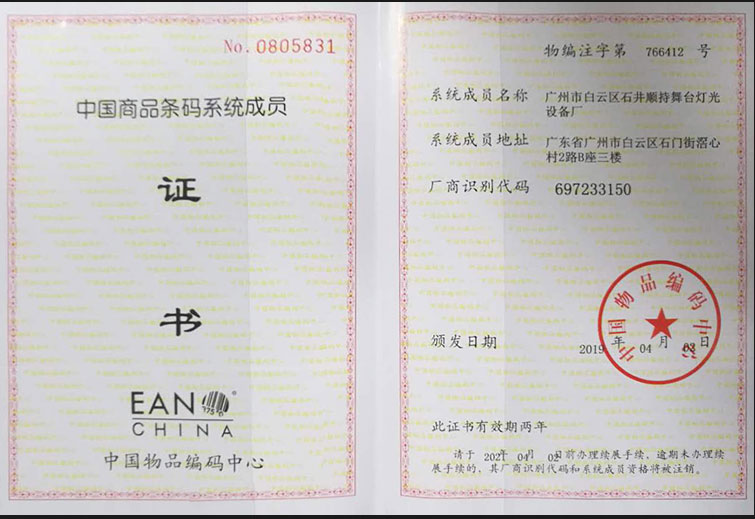 No.0805831
中国商品条码系统成员
证
书
EAN
CHINA
中国物品编码中心
物编注字第 766412 号
系统成员名称 广州市白云区石井顺持舞台灯光
设备厂
系统成员地址 广东省广州市白云区石门街滘心
村2路B座三楼
厂商识别代码 697233150
中国物品编码中心
颁发日期 2019 年 04 月 03 日
此证书有效期两年
请于 2021 年 04 月 02 日前办理续展手续，逾期未办理续
展手续的，其厂商识别代码和系统成员资格将被注销。